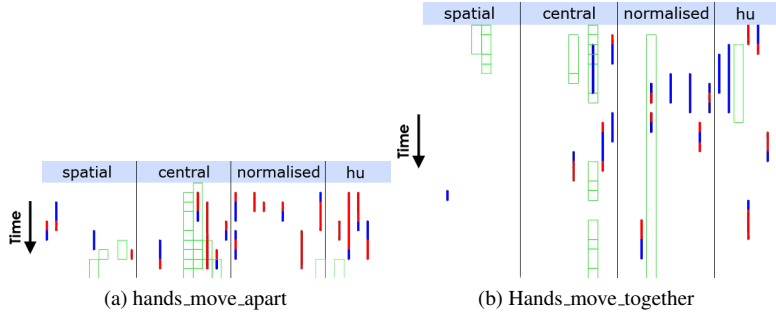 spatial central normalised hu
Time
(b) Hands_move_together
spatial central normalised hu
Time
(a) hands_move_apart